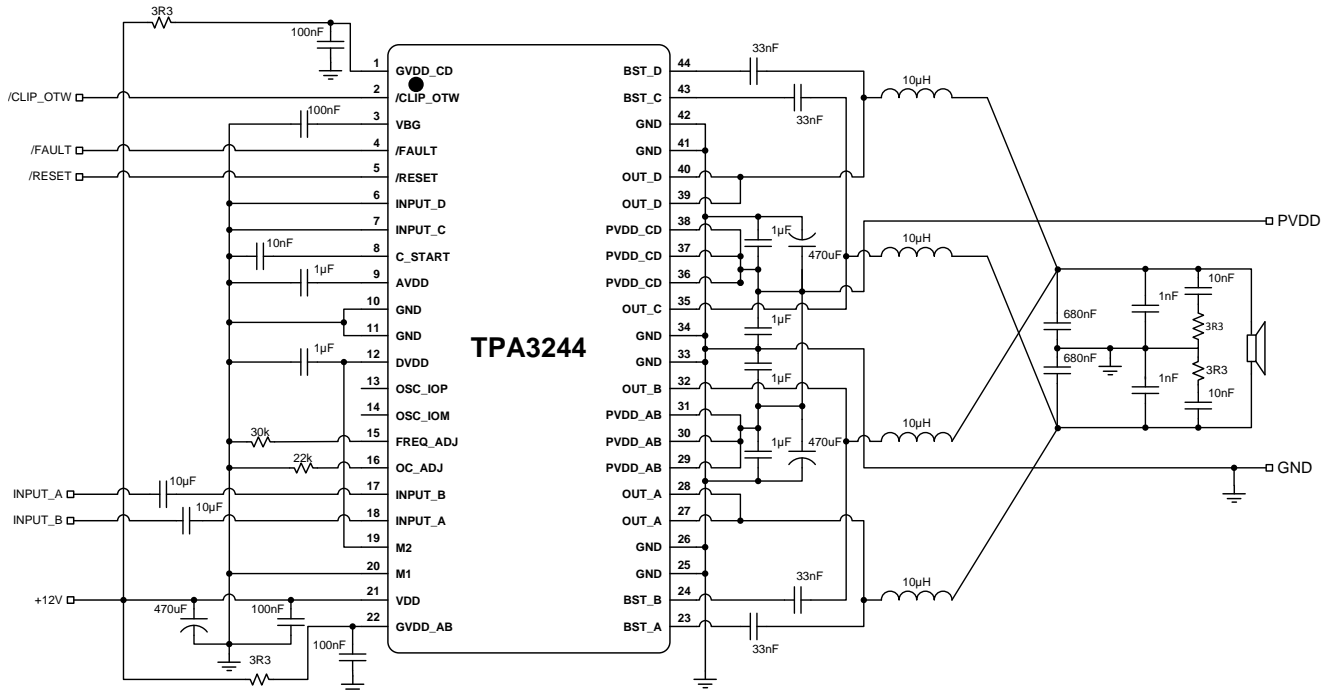 3R3
100nF
1 GVDD_CD
/CLIP_OTW 2 /CLIP_OTW
100nF
3 VBG
/FAULT 4 /FAULT
/RESET 5 /RESET
6 INPUT_D
7 INPUT_C
10nF
8 C_START
1µF
9 AVDD
10 GND
11 GND
1µF
12 DVDD
13 OSC_IOP
14 OSC_IOM
30k
15 FREQ_ADJ
22k
16 OC_ADJ
10µF
INPUT_A 17 INPUT_B
10µF
INPUT_B 18 INPUT_A
19 M2
20 M1
+12V 21 VDD
470uF
100nF
22 GVDD_AB
100nF
3R3
TPA3244
BST_D 44
33nF
BST_C 43
33nF
GND 42
GND 41
OUT_D 40
OUT_D 39
PVDD_CD 38
PVDD_CD 37
PVDD_CD 36
OUT_C 35
GND 34
GND 33
OUT_B 32
PVDD_AB 31
PVDD_AB 30
PVDD_AB 29
OUT_A 28
OUT_A 27
GND 26
GND 25
BST_B 24
33nF
BST_A 23
33nF
1µF
470uF
1µF
1µF
1µF
470uF
10µH
10µH
10µH
10µH
PVDD
680nF
680nF
1nF
1nF
10nF
3R3
3R3
10nF
GND